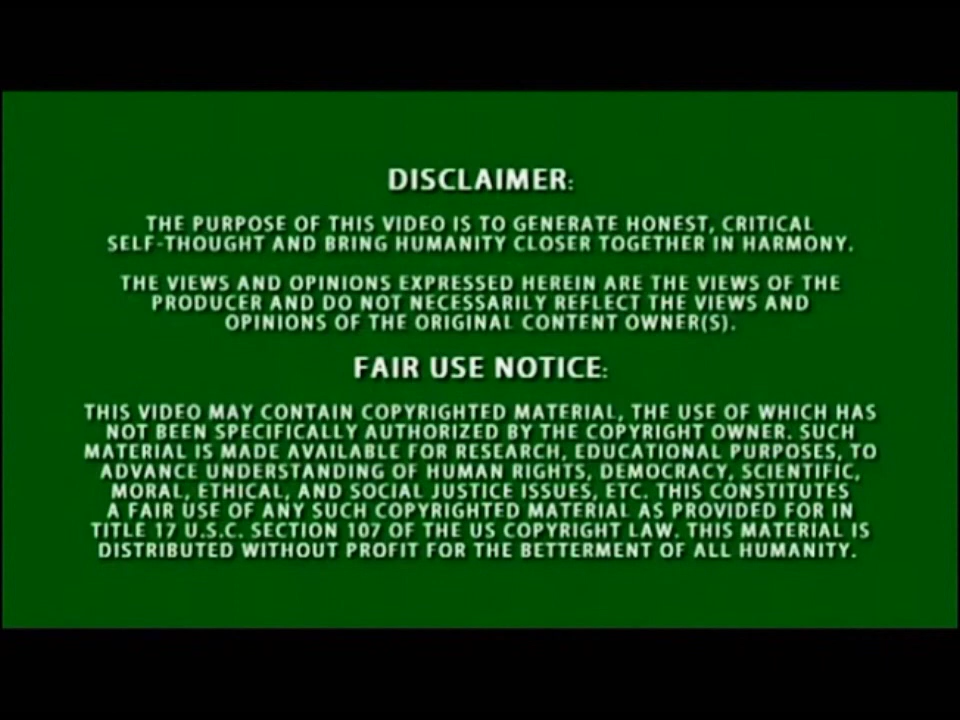 DISCLAIMER:
THE PURPOSE OF THIS VIDEO IS TO GENERATE HONEST, CRITICAL
SELF-THOUGHT AND BRING HUMANITY CLOSER TOGETHER IN HARMONY.
THE VIEWS AND OPINIONS EXPRESSED HEREIN ARE THE VIEWS OF THE
PRODUCER AND DO NOT NECESSARILY REFLECT THE VIEWS AND
OPINIONS OF THE ORIGINAL CONTENT OWNER(S).
FAIR USE NOTICE:
THIS VIDEO MAY CONTAIN COPYRIGHTED MATERIAL, THE USE OF WHICH HAS
NOT BEEN SPECIFICALLY AUTHORIZED BY THE COPYRIGHT OWNER. SUCH
MATERIAL IS MADE AVAILABLE FOR RESEARCH, EDUCATIONAL PURPOSES, TO
ADVANCE UNDERSTANDING OF HUMAN RIGHTS, DEMOCRACY, SCIENTIFIC,
MORAL, ETHICAL, AND SOCIAL JUSTICE ISSUES, ETC. THIS CONSTITUTES
A FAIR USE OF ANY SUCH COPYRIGHTED MATERIAL AS PROVIDED FOR IN
TITLE 17 U.S.C. SECTION 107 OF THE US COPYRIGHT LAW. THIS MATERIAL IS
DISTRIBUTED WITHOUT PROFIT FOR THE BETTERMENT OF ALL HUMANITY.